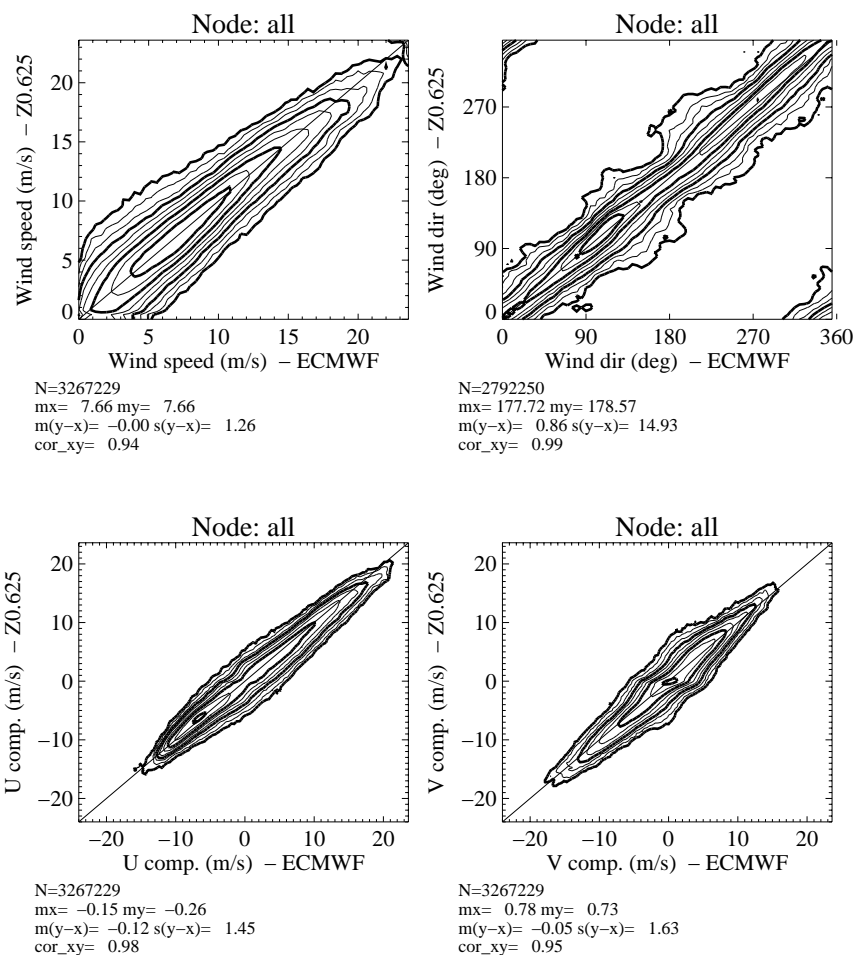 Node: all
Wind speed (m/s) − Z0.625
20
15
10
5
0
0 5 10 15 20
Wind speed (m/s) − ECMWF
N=3267229
mx= 7.66 my= 7.66
m(y−x)= −0.00 s(y−x)= 1.26
cor_xy= 0.94
Node: all
Wind dir (deg) − Z0.625
270
180
90
0
0 90 180 270 360
Wind dir (deg) − ECMWF
N=2792250
mx= 177.72 my= 178.57
m(y−x)= 0.86 s(y−x)= 14.93
cor_xy= 0.99
Node: all
U comp. (m/s) − Z0.625
20
10
0
−10
−20
−20 −10 0 10 20
U comp. (m/s) − ECMWF
N=3267229
mx= −0.15 my= −0.26
m(y−x)= −0.12 s(y−x)= 1.45
cor_xy= 0.98
Node: all
V comp. (m/s) − Z0.625
20
10
0
−10
−20
−20 −10 0 10 20
V comp. (m/s) − ECMWF
N=3267229
mx= 0.78 my= 0.73
m(y−x)= −0.05 s(y−x)= 1.63
cor_xy= 0.95